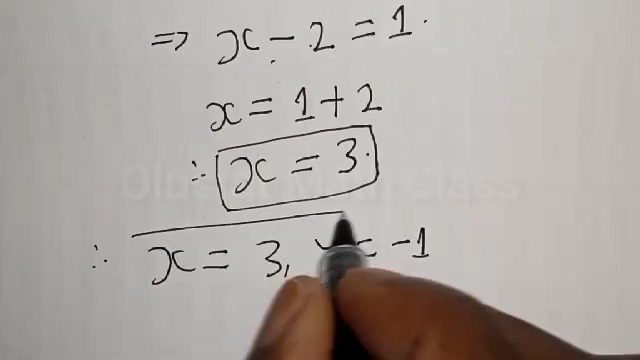 ⇒ x - 2 = 1.
x = 1 + 2
∴ x = 3.
∴ x = 3, = -1